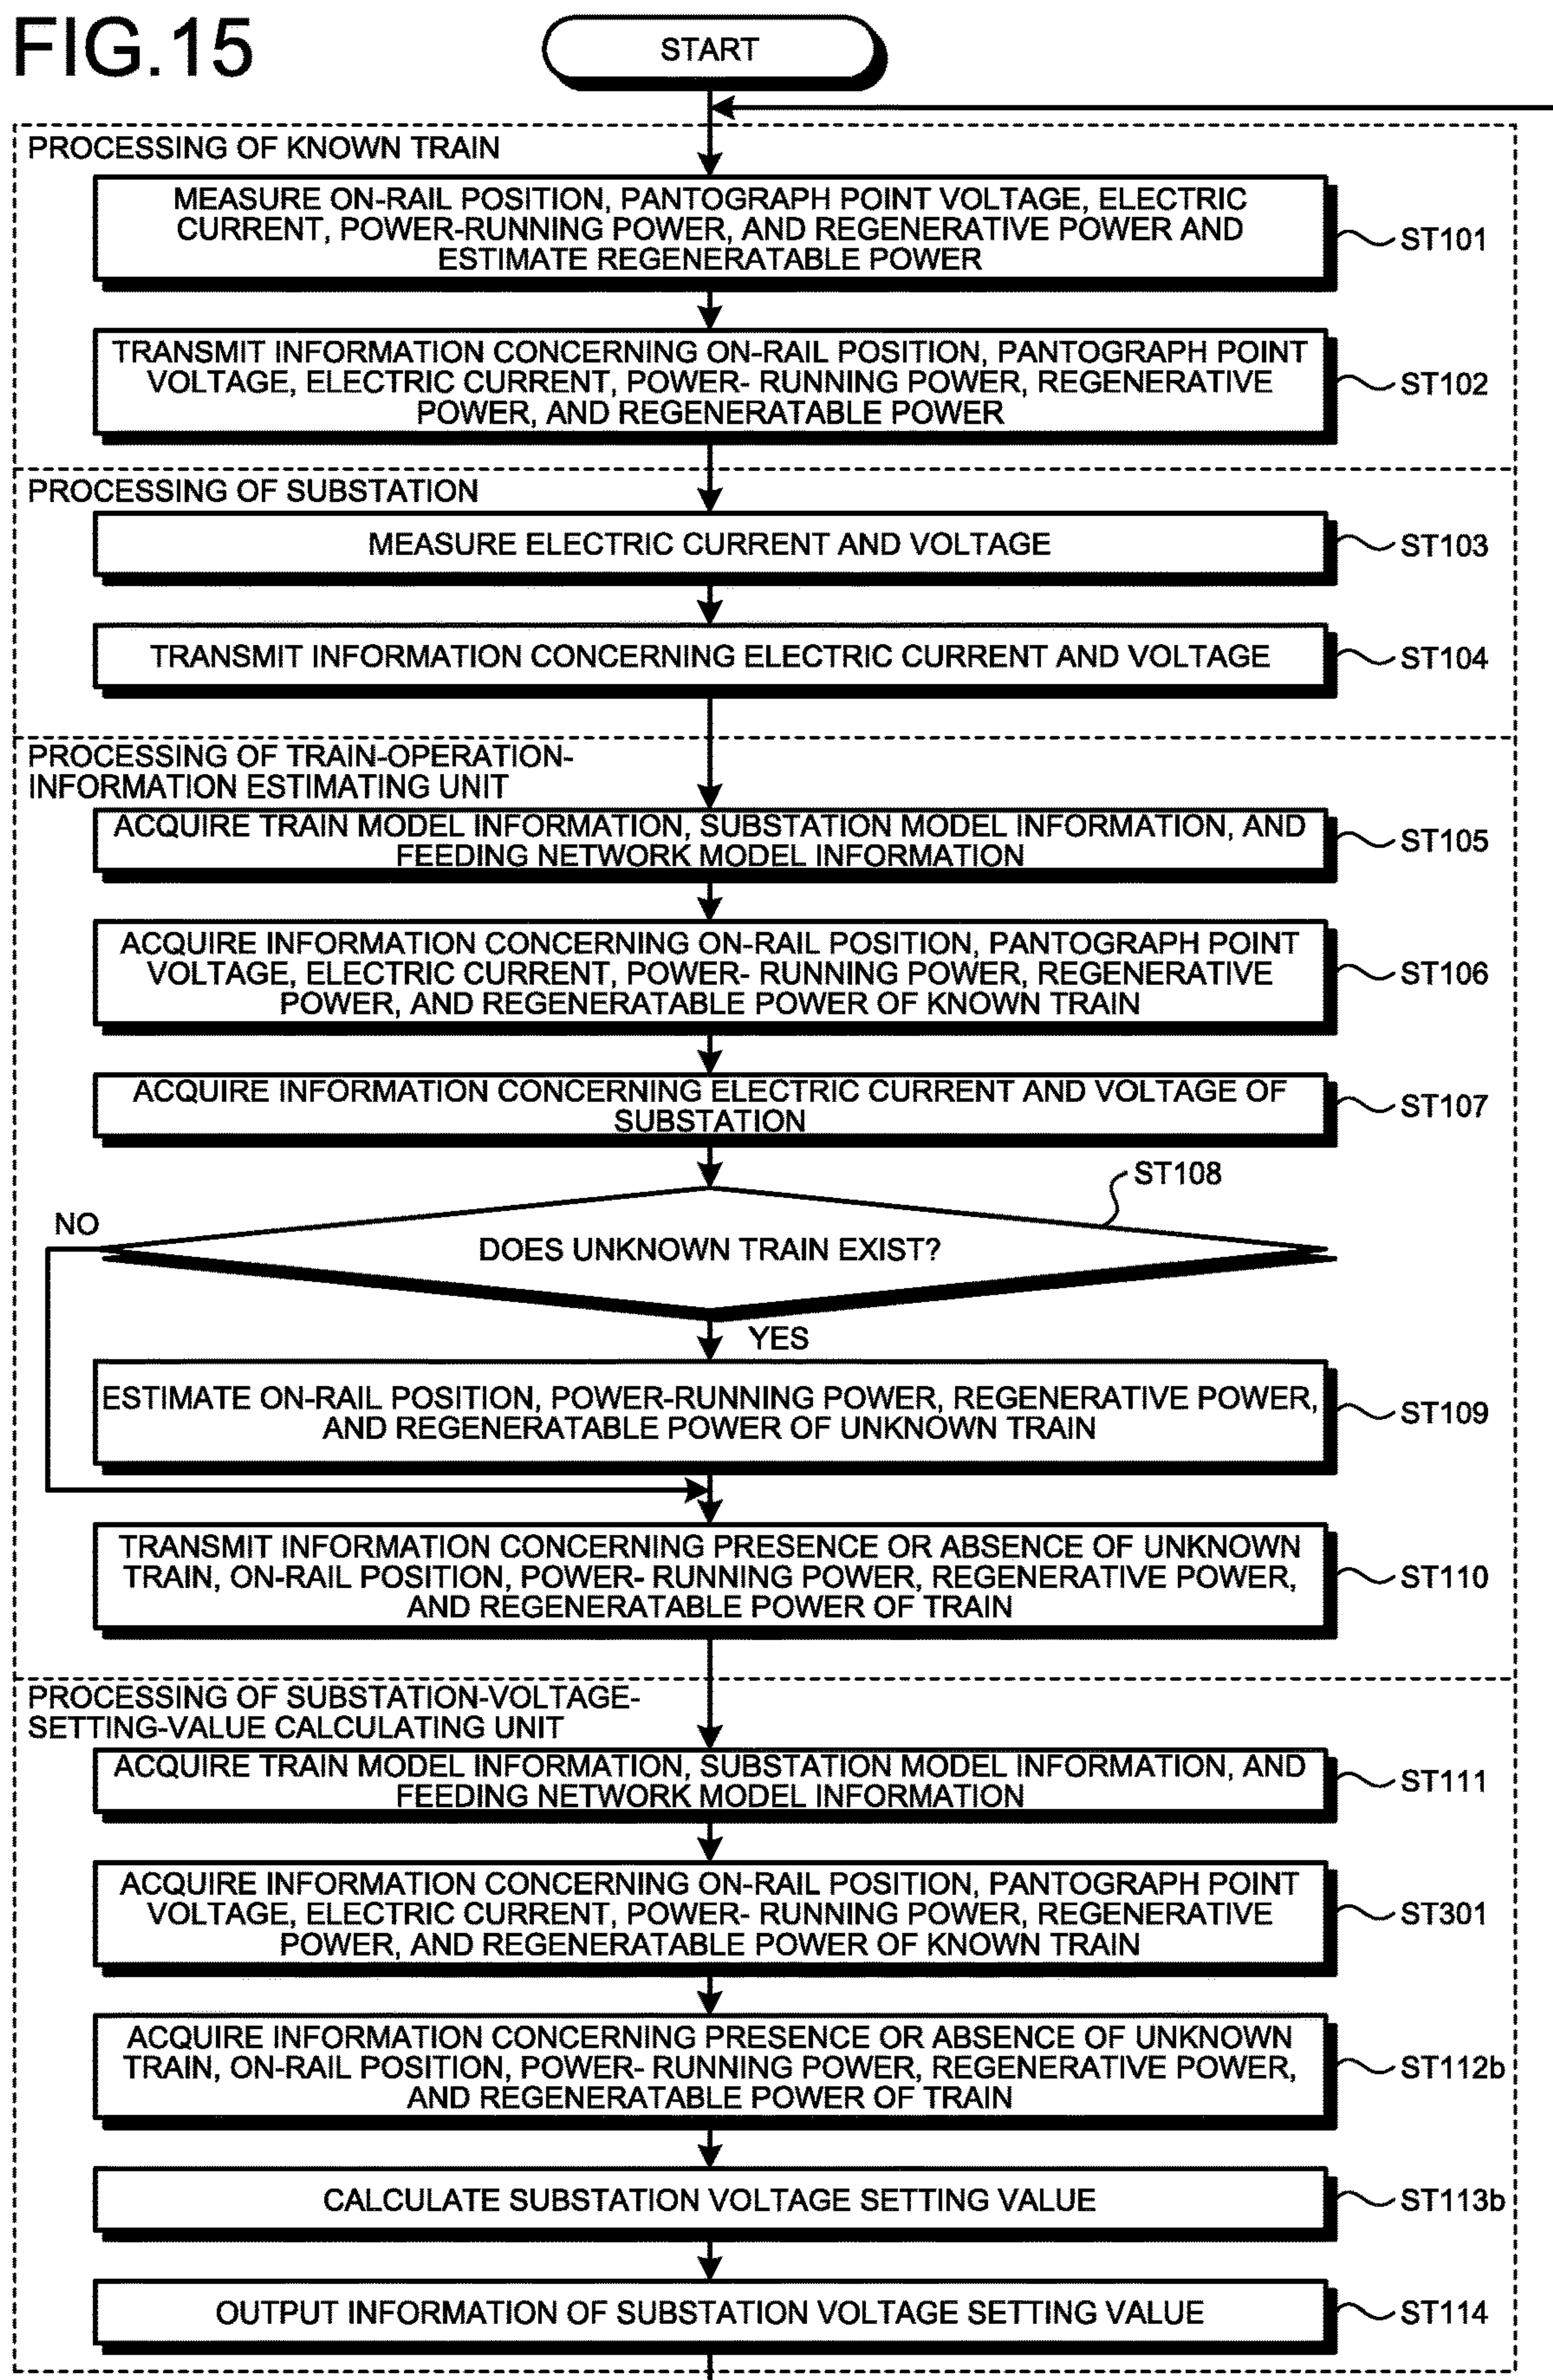 FIG.15
START
PROCESSING OF KNOWN TRAIN
MEASURE ON-RAIL POSITION, PANTOGRAPH POINT VOLTAGE, ELECTRIC
CURRENT, POWER-RUNNING POWER, AND REGENERATIVE POWER AND
ESTIMATE REGENERATABLE POWER
ST101
TRANSMIT INFORMATION CONCERNING ON-RAIL POSITION, PANTOGRAPH POINT
VOLTAGE, ELECTRIC CURRENT, POWER- RUNNING POWER, REGENERATIVE
POWER, AND REGENERATABLE POWER
ST102
PROCESSING OF SUBSTATION
MEASURE ELECTRIC CURRENT AND VOLTAGE
ST103
TRANSMIT INFORMATION CONCERNING ELECTRIC CURRENT AND VOLTAGE
ST104
PROCESSING OF TRAIN-OPERATION-
INFORMATION ESTIMATING UNIT
ACQUIRE TRAIN MODEL INFORMATION, SUBSTATION MODEL INFORMATION, AND
FEEDING NETWORK MODEL INFORMATION
ST105
ACQUIRE INFORMATION CONCERNING ON-RAIL POSITION, PANTOGRAPH POINT
VOLTAGE, ELECTRIC CURRENT, POWER- RUNNING POWER, REGENERATIVE
POWER, AND REGENERATABLE POWER OF KNOWN TRAIN
ST106
ACQUIRE INFORMATION CONCERNING ELECTRIC CURRENT AND VOLTAGE OF
SUBSTATION
ST107
ST108
NO
DOES UNKNOWN TRAIN EXIST?
YES
ESTIMATE ON-RAIL POSITION, POWER-RUNNING POWER, REGENERATIVE POWER,
AND REGENERATABLE POWER OF UNKNOWN TRAIN
ST109
TRANSMIT INFORMATION CONCERNING PRESENCE OR ABSENCE OF UNKNOWN
TRAIN, ON-RAIL POSITION, POWER- RUNNING POWER, REGENERATIVE POWER,
AND REGENERATABLE POWER OF TRAIN
ST110
PROCESSING OF SUBSTATION-VOLTAGE-
SETTING-VALUE CALCULATING UNIT
ACQUIRE TRAIN MODEL INFORMATION, SUBSTATION MODEL INFORMATION, AND
FEEDING NETWORK MODEL INFORMATION
ST111
ACQUIRE INFORMATION CONCERNING ON-RAIL POSITION, PANTOGRAPH POINT
VOLTAGE, ELECTRIC CURRENT, POWER- RUNNING POWER, REGENERATIVE
POWER, AND REGENERATABLE POWER OF KNOWN TRAIN
ST301
ACQUIRE INFORMATION CONCERNING PRESENCE OR ABSENCE OF UNKNOWN
TRAIN, ON-RAIL POSITION, POWER- RUNNING POWER, REGENERATIVE POWER,
AND REGENERATABLE POWER OF TRAIN
ST112b
CALCULATE SUBSTATION VOLTAGE SETTING VALUE
ST113b
OUTPUT INFORMATION OF SUBSTATION VOLTAGE SETTING VALUE
ST114